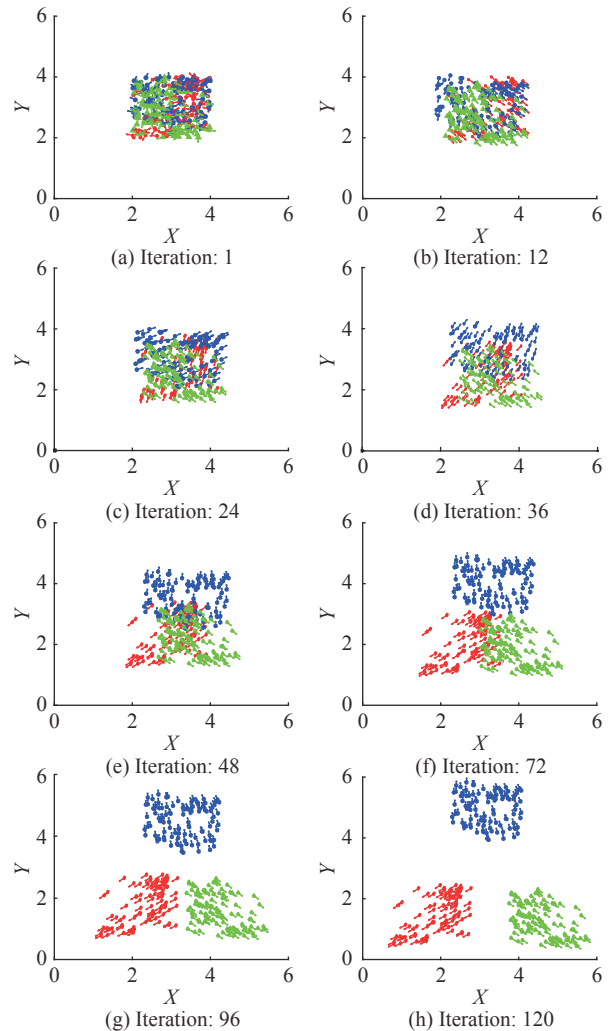 6
4
Y
2
0
0 2 4 6
X
(a) Iteration: 1
6
4
Y
2
0
0 2 4 6
X
(b) Iteration: 12
6
4
Y
2
0
0 2 4 6
X
(c) Iteration: 24
6
4
Y
2
0
0 2 4 6
X
(d) Iteration: 36
6
4
Y
2
0
0 2 4 6
X
(e) Iteration: 48
6
4
Y
2
0
0 2 4 6
X
(f) Iteration: 72
6
4
Y
2
0
0 2 4 6
X
(g) Iteration: 96
6
4
Y
2
0
0 2 4 6
X
(h) Iteration: 120